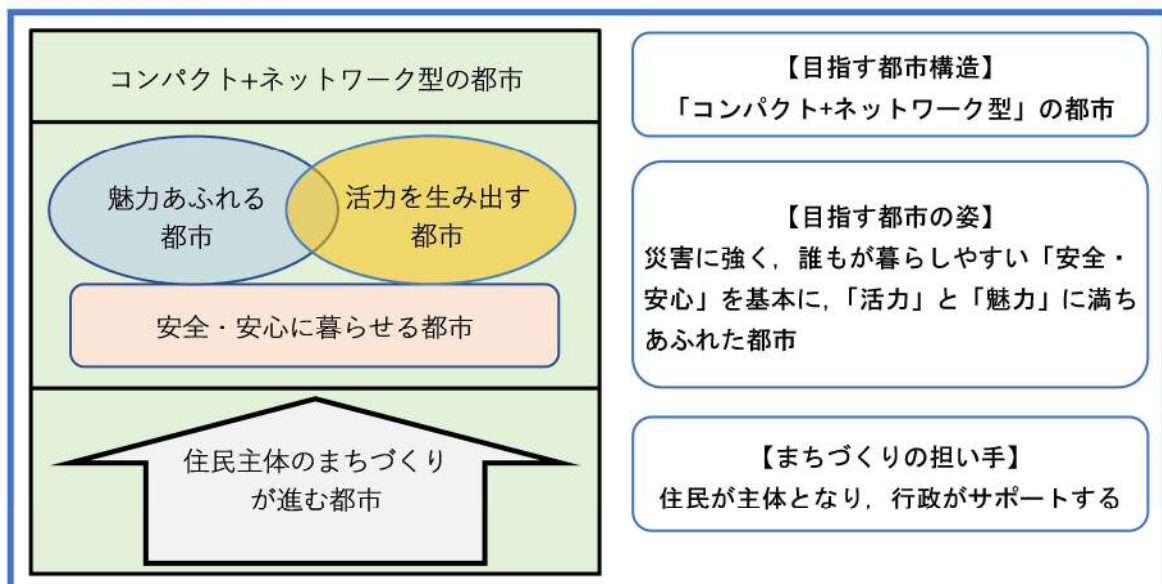 コンパクト+ネットワーク型の都市
魅力あふれる
都市
活力を生み出す
都市
安全・安心に暮らせる都市
住民主体のまちづくり
が進む都市
【目指す都市構造】
「コンパクト+ネットワーク型」の都市
【目指す都市の姿】
災害に強く，誰もが暮らしやすい「安全・
安心」を基本に，「活力」と「魅力」に満ち
あふれた都市
【まちづくりの担い手】
住民が主体となり，行政がサポートする